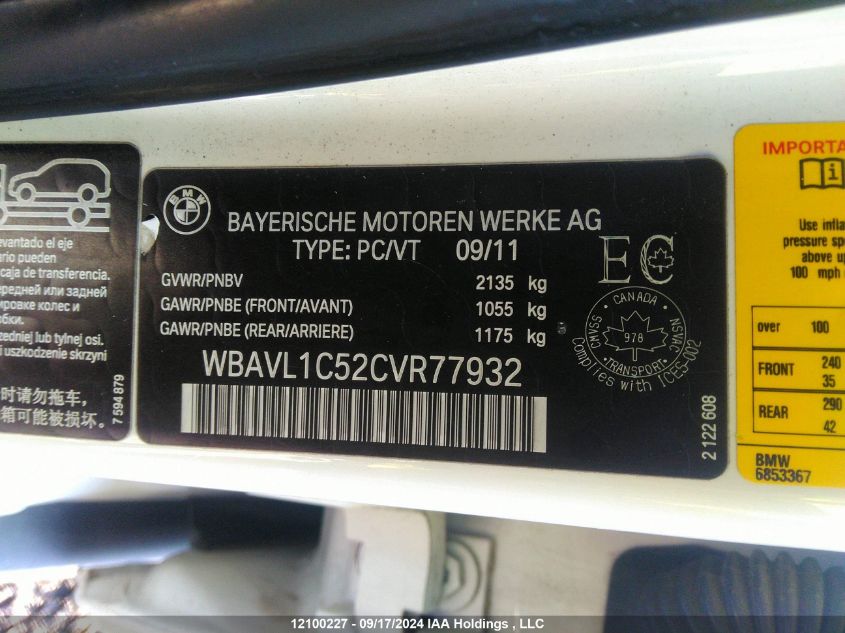 BMW
BAYERISCHE MOTOREN WERKE AG
TYPE: PC/VT 09/11
GVWR/PNBV 2135 kg
GAWR/PNBE (FRONT/AVANT) 1055 kg
GAWR/PNBE (REAR/ARRIERE) 1175 kg
WBAVL1C52CVR77932
EC
CANADA
CMVSS
NSVAC
978
TRANSPORT
Complies with ICES-002
2 122 608
levantado el eje
ario pueden
caja de transferencia.
ередней или задней
ировке колес и
обки.
zedniej lub tylnej osi.
i uszkodzenie skrzyni
时请勿拖车,
箱可能被损坏。
7 594 879
IMPORTA
Use infla
pressure spe
above up
100 mph
over 100
FRONT 240
35
REAR 290
42
BMW
6853367
12100227 - 09/17/2024 IAA Holdings , LLC